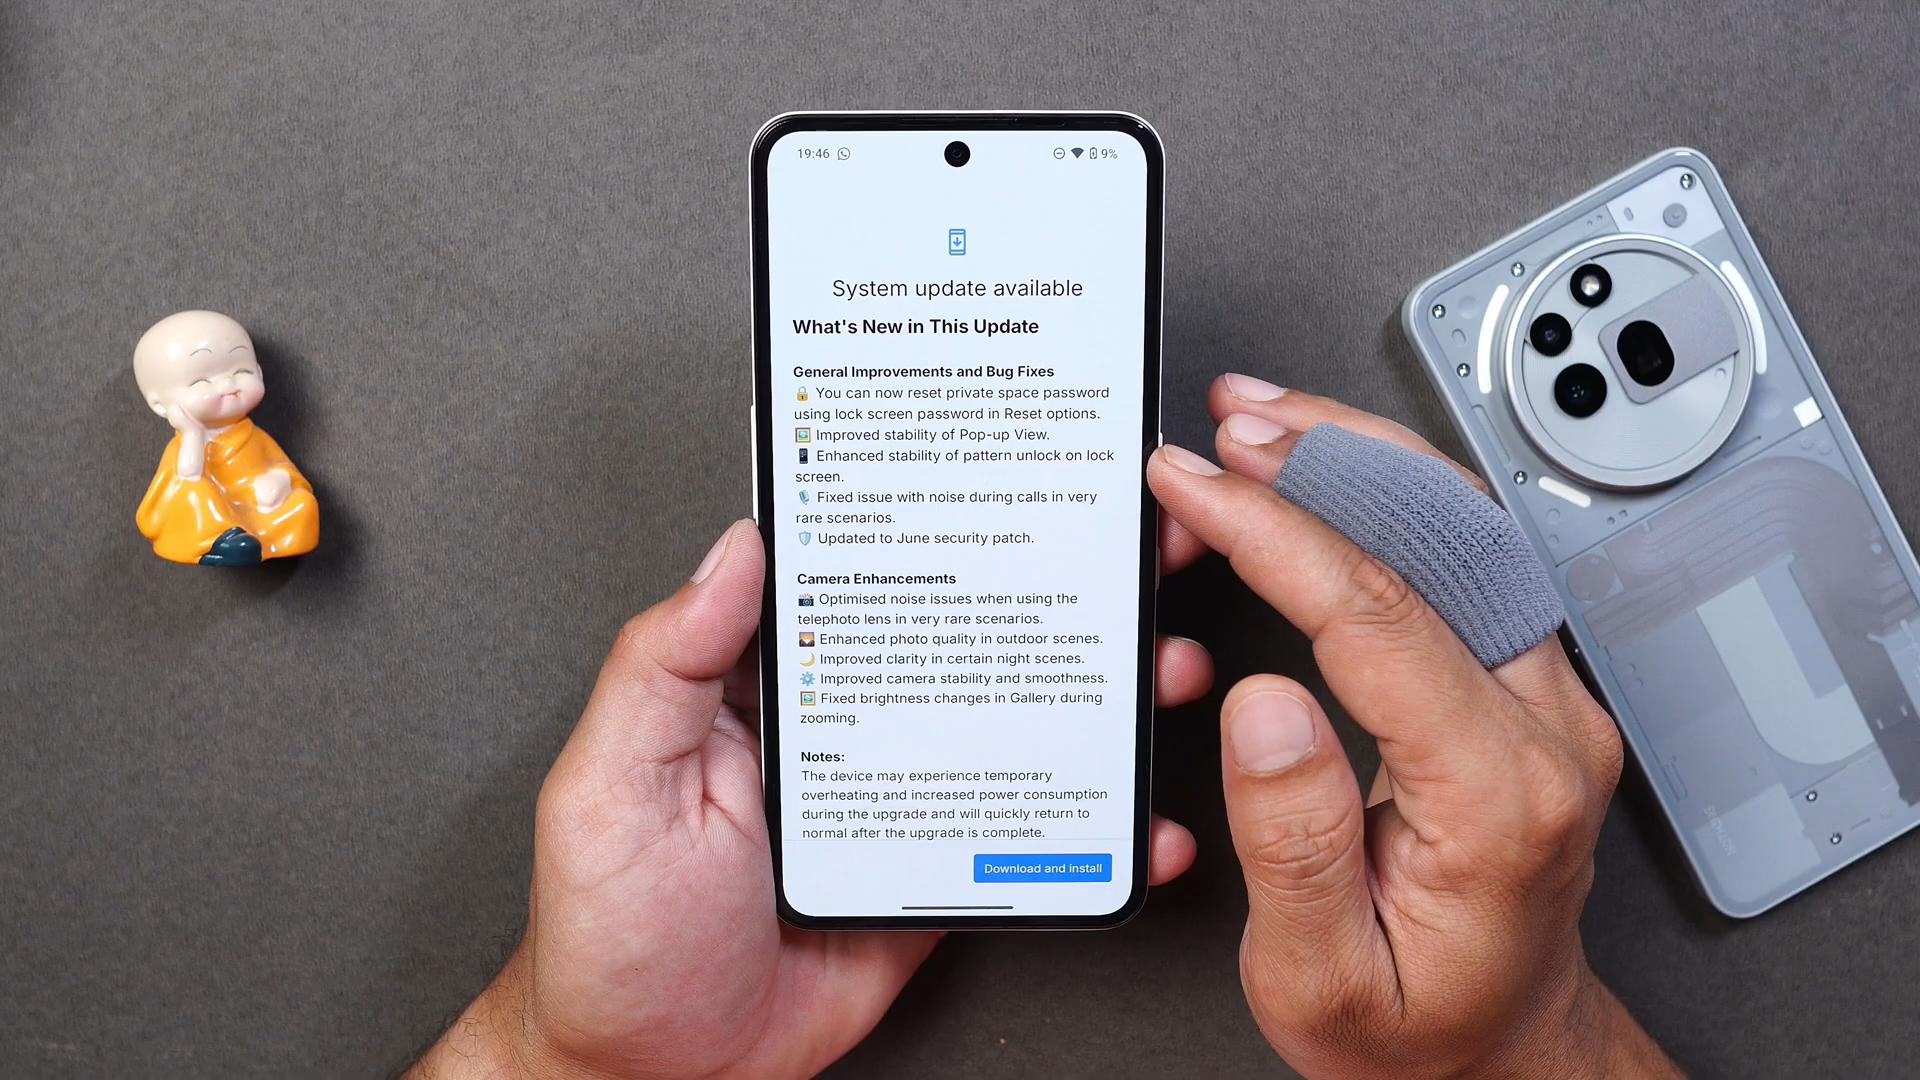 19:46 9%
System update available
What's New in This Update
General Improvements and Bug Fixes
🔒 You can now reset private space password
using lock screen password in Reset options.
🖼️ Improved stability of Pop-up View.
📱 Enhanced stability of pattern unlock on lock
screen.
🎙️ Fixed issue with noise during calls in very
rare scenarios.
🛡️ Updated to June security patch.
Camera Enhancements
📸 Optimised noise issues when using the
telephoto lens in very rare scenarios.
🌄 Enhanced photo quality in outdoor scenes.
🌙 Improved clarity in certain night scenes.
⚙️ Improved camera stability and smoothness.
🖼️ Fixed brightness changes in Gallery during
zooming.
Notes:
The device may experience temporary
overheating and increased power consumption
during the upgrade and will quickly return to
normal after the upgrade is complete.
Download and install